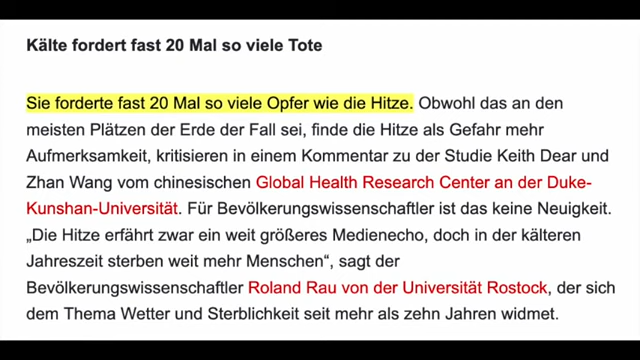 Kälte fordert fast 20 Mal so viele Tote
Sie forderte fast 20 Mal so viele Opfer wie die Hitze. Obwohl das an den
meisten Plätzen der Erde der Fall sei, finde die Hitze als Gefahr mehr
Aufmerksamkeit, kritisieren in einem Kommentar zu der Studie Keith Dear und
Zhan Wang vom chinesischen Global Health Research Center an der Duke-
Kunshan-Universität. Für Bevölkerungswissenschaftler ist das keine Neuigkeit.
„Die Hitze erfährt zwar ein weit größeres Medienecho, doch in der kälteren
Jahreszeit sterben weit mehr Menschen“, sagt der
Bevölkerungswissenschaftler Roland Rau von der Universität Rostock, der sich
dem Thema Wetter und Sterblichkeit seit mehr als zehn Jahren widmet.